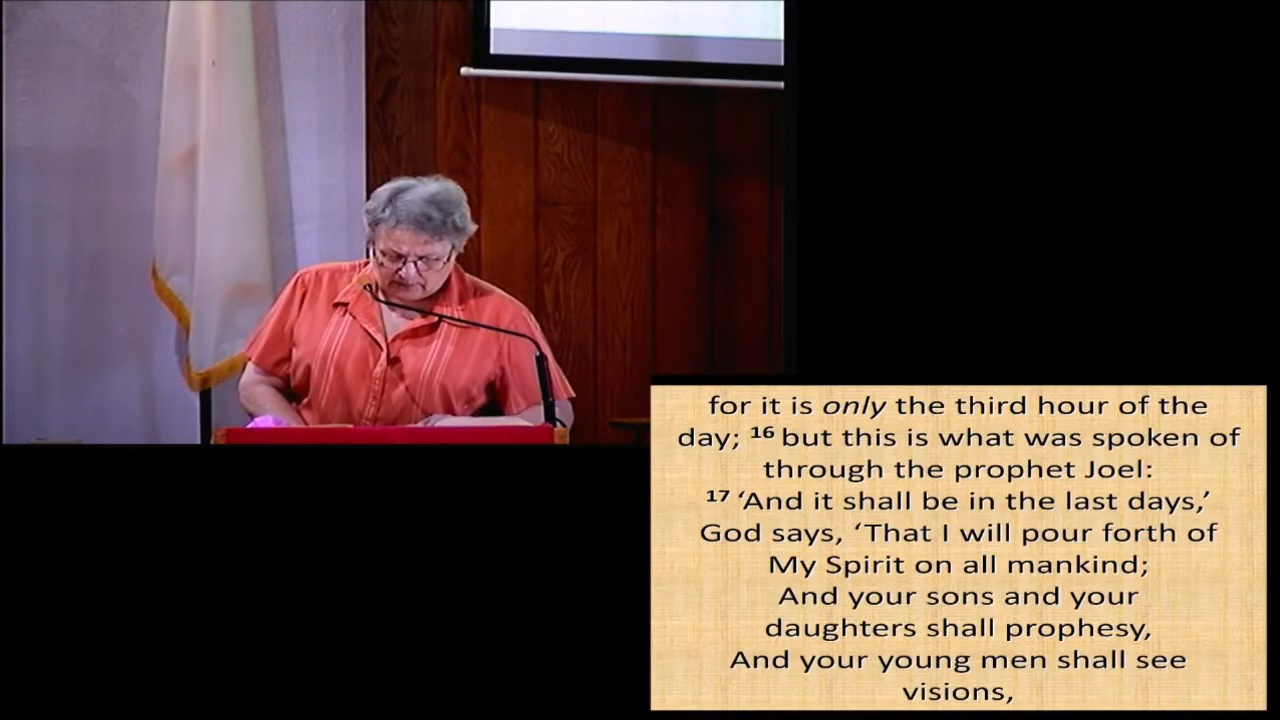 for it is only the third hour of the
day; 16 but this is what was spoken of
through the prophet Joel:
17 ‘And it shall be in the last days,’
God says, ‘That I will pour forth of
My Spirit on all mankind;
And your sons and your
daughters shall prophesy,
And your young men shall see
visions,